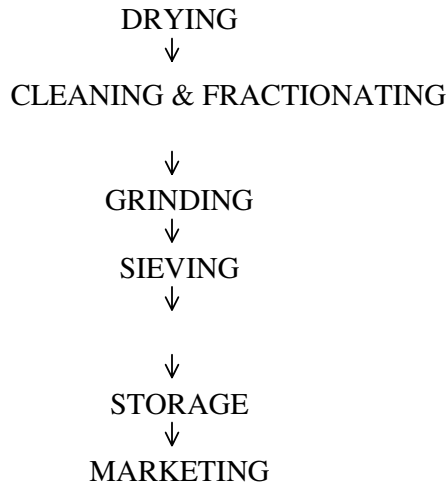 DRYING
CLEANING & FRACTIONATING
GRINDING
SIEVING
STORAGE
MARKETING